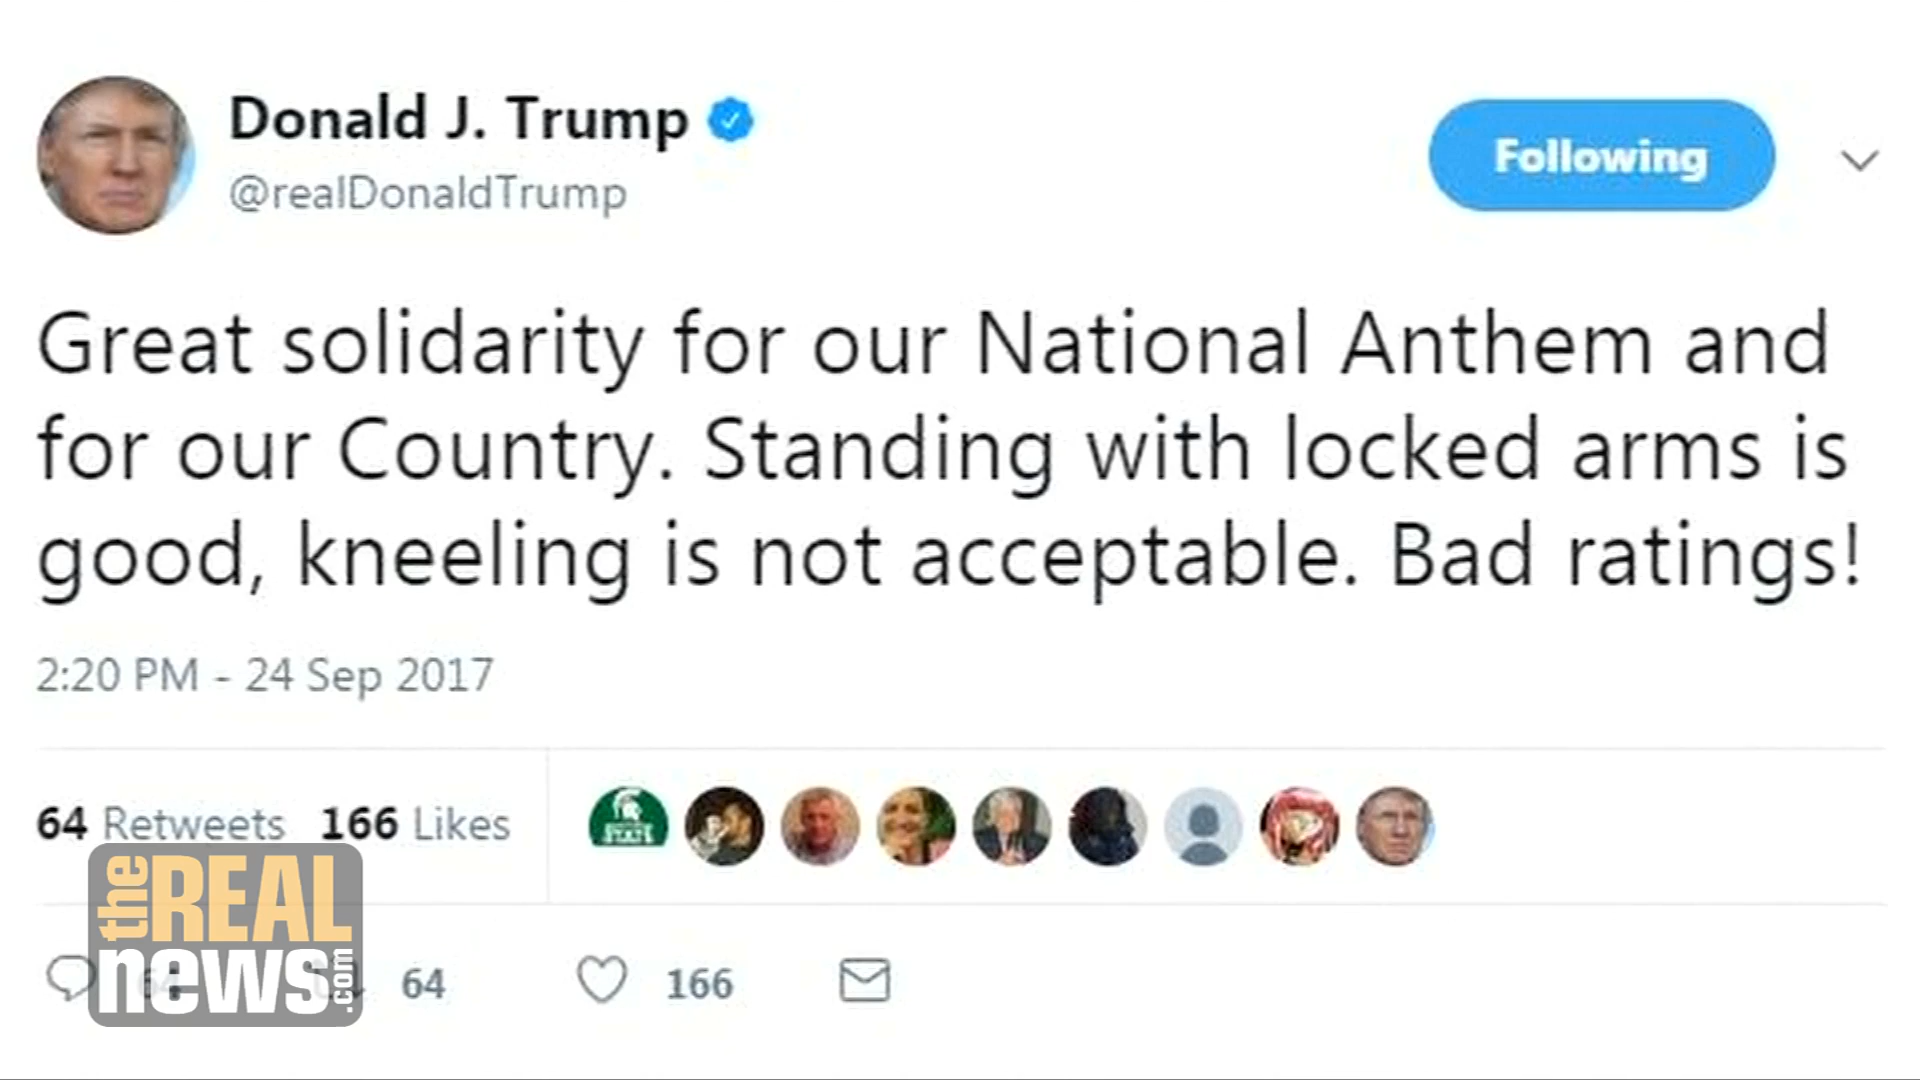 Donald J. Trump
@realDonaldTrump
Following
Great solidarity for our National Anthem and
for our Country. Standing with locked arms is
good, kneeling is not acceptable. Bad ratings!
2:20 PM - 24 Sep 2017
64 Retweets 166 Likes
STATE
64 64 166
the REAL
news.com